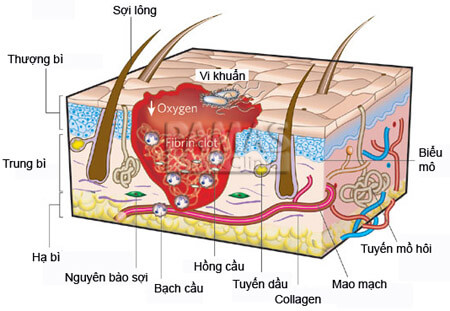 Sợi lông
Thượng bì
Vi khuẩn
Oxygen
Fibrin clot
Trung bì
Biểu
mô
Hạ bì
Tuyến mồ hôi
Nguyên bào sợi
Hồng cầu
Mao mạch
Bạch cầu
Tuyến dầu
Collagen